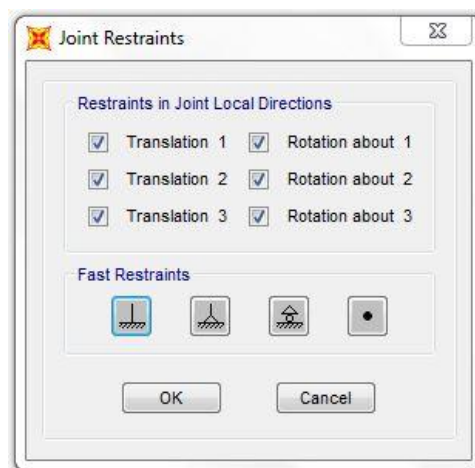 Joint Restraints
Restraints in Joint Local Directions
Translation 1 Rotation about 1
Translation 2 Rotation about 2
Translation 3 Rotation about 3
Fast Restraints
OK Cancel